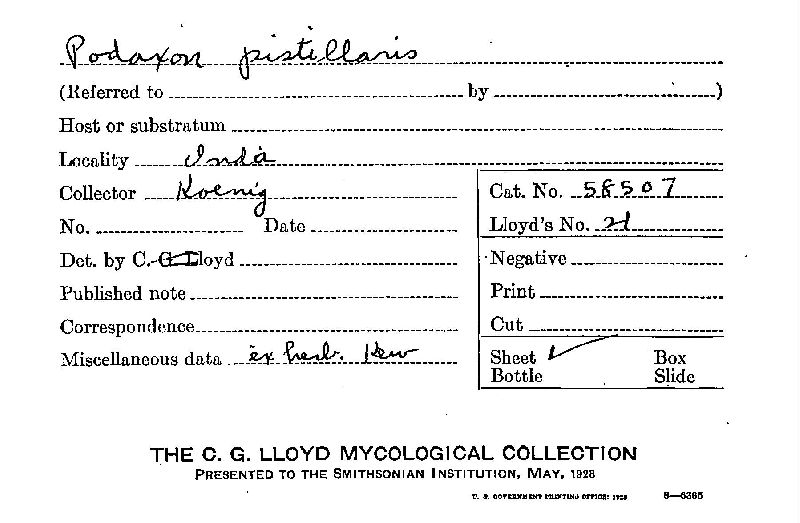 Podaxon pistillaris
(Referred to by )
Host or substratum
Locality India
Collector Koenig
Cat. No. 58507
No. Date
Lloyd's No. 21
Det. by C. G. Lloyd
Negative
Published note
Print
Correspondence
Cut
Miscellaneous data ex herb. Kew
Sheet ✓ Box
Bottle Slide
THE C. G. LLOYD MYCOLOGICAL COLLECTION
PRESENTED TO THE SMITHSONIAN INSTITUTION, MAY, 1928
U. S. GOVERNMENT PRINTING OFFICE: 1928 8—6365